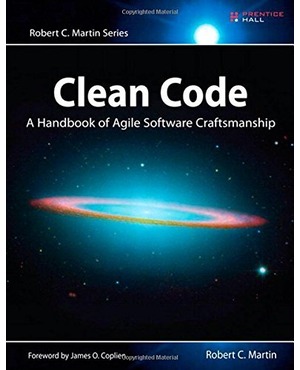 Robert C. Martin Series
PRENTICE
HALL
Clean Code
A Handbook of Agile Software Craftsmanship
Foreword by James O. Coplien
Robert C. Martin